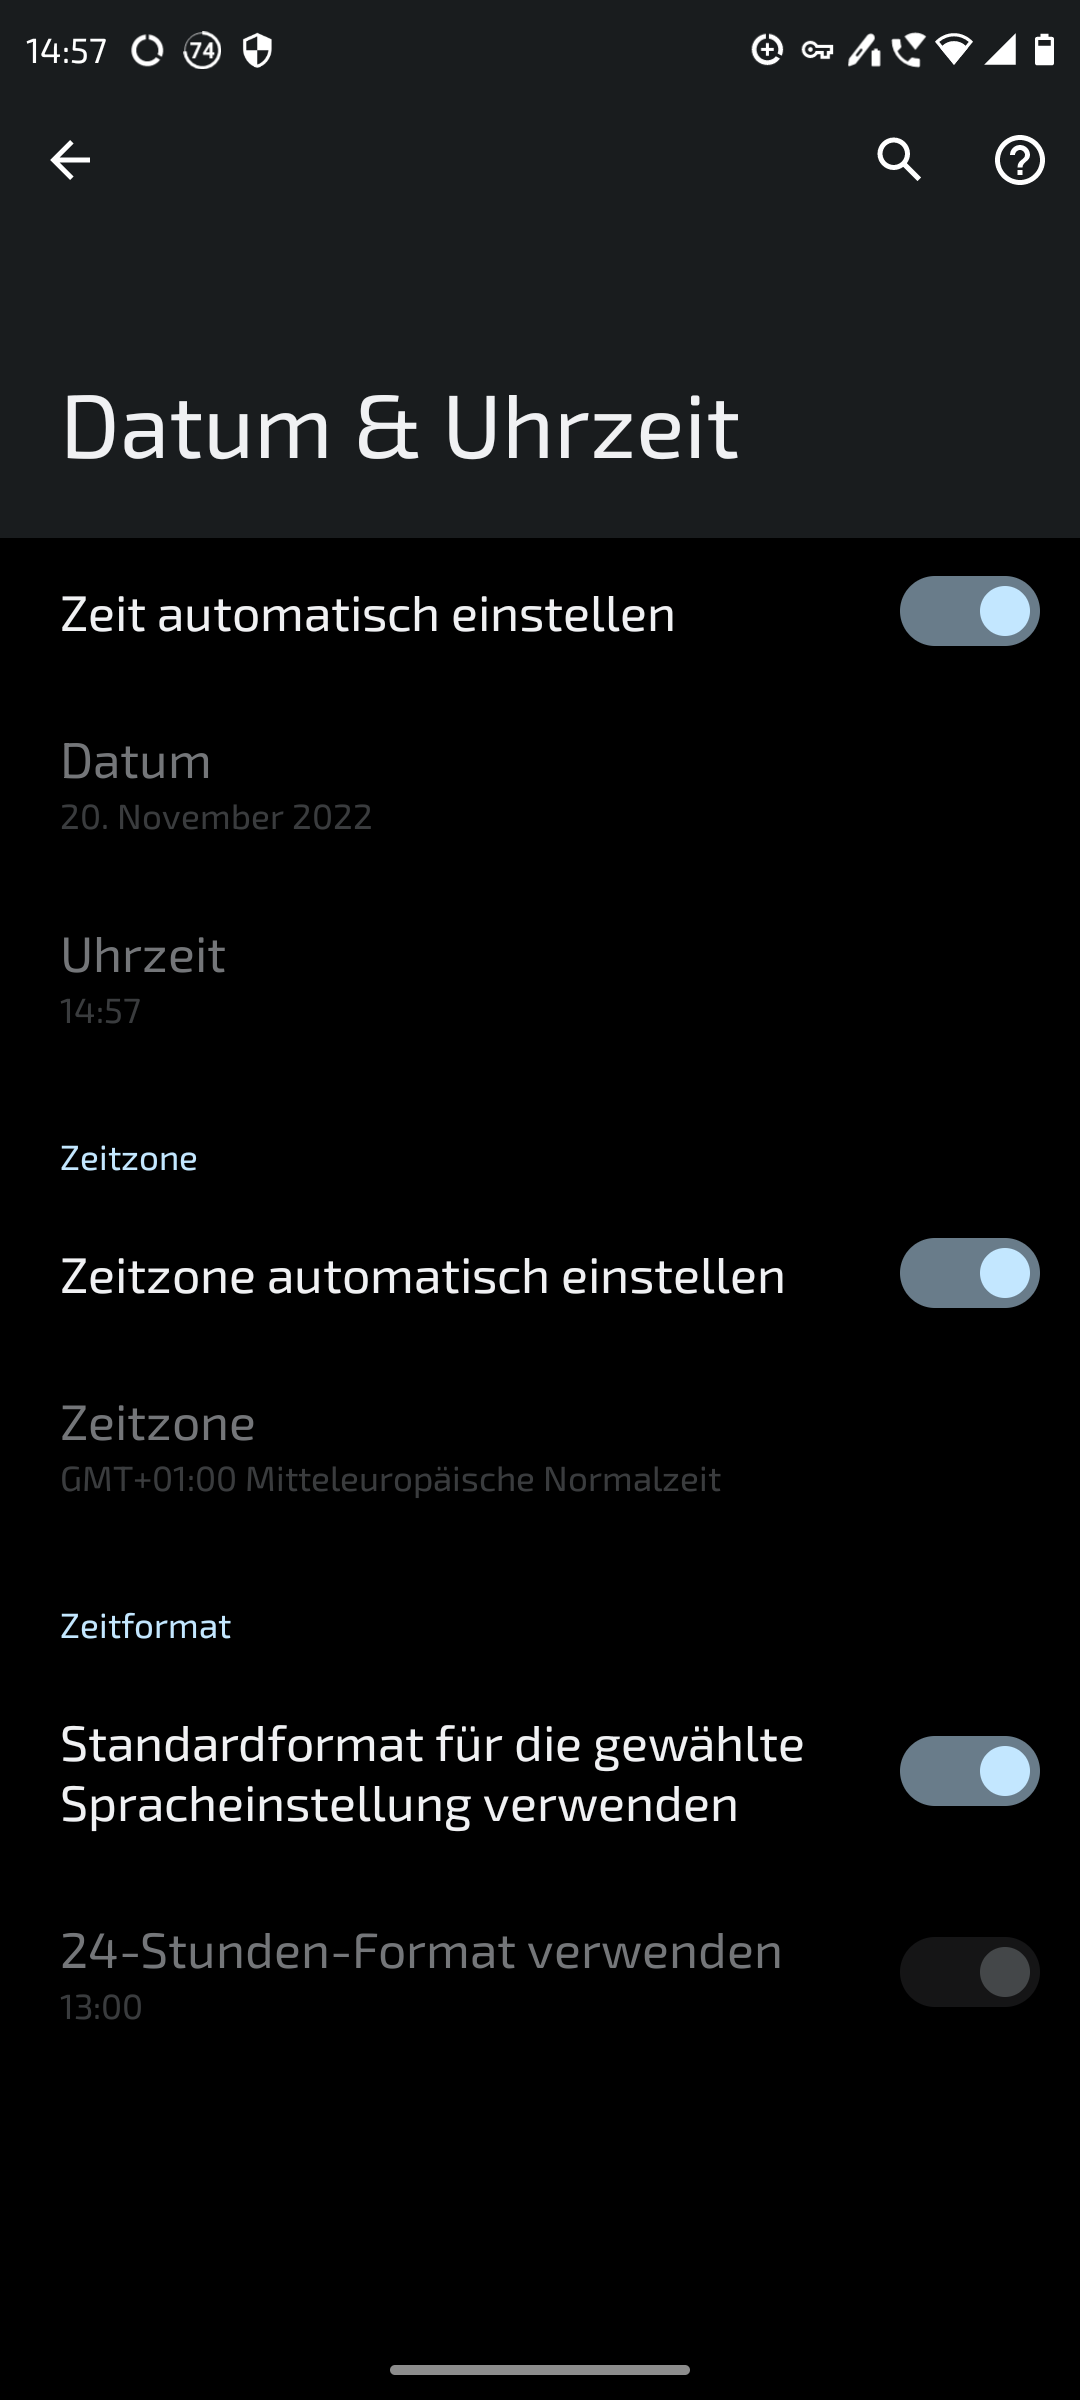 14:57 74
Datum & Uhrzeit
Zeit automatisch einstellen
Datum
20. November 2022
Uhrzeit
14:57
Zeitzone
Zeitzone automatisch einstellen
Zeitzone
GMT+01:00 Mitteleuropäische Normalzeit
Zeitformat
Standardformat für die gewählte
Spracheinstellung verwenden
24-Stunden-Format verwenden
13:00